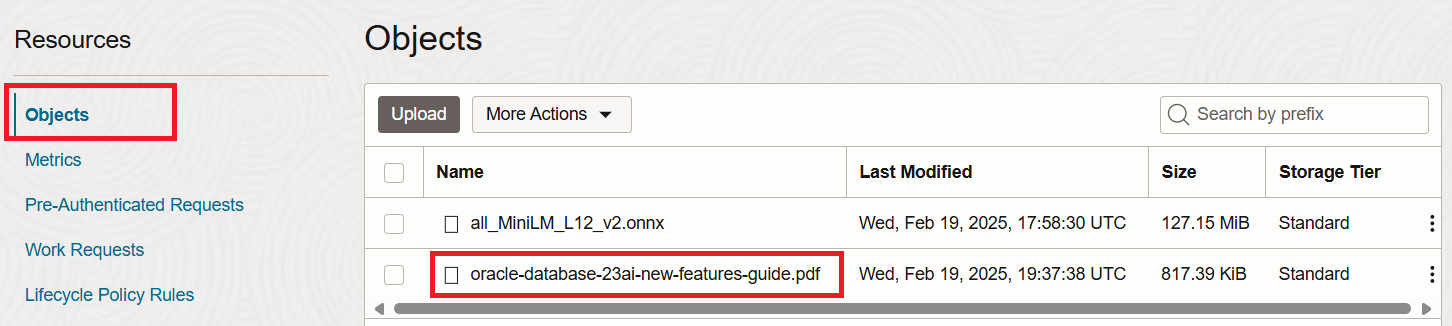 Resources
Objects
Metrics
Pre-Authenticated Requests
Work Requests
Lifecycle Policy Rules
Objects
Upload More Actions Search by prefix
Name Last Modified Size Storage Tier
all_MiniLM_L12_v2.onnx Wed, Feb 19, 2025, 17:58:30 UTC 127.15 MiB Standard
oracle-database-23ai-new-features-guide.pdf Wed, Feb 19, 2025, 19:37:38 UTC 817.39 KiB Standard